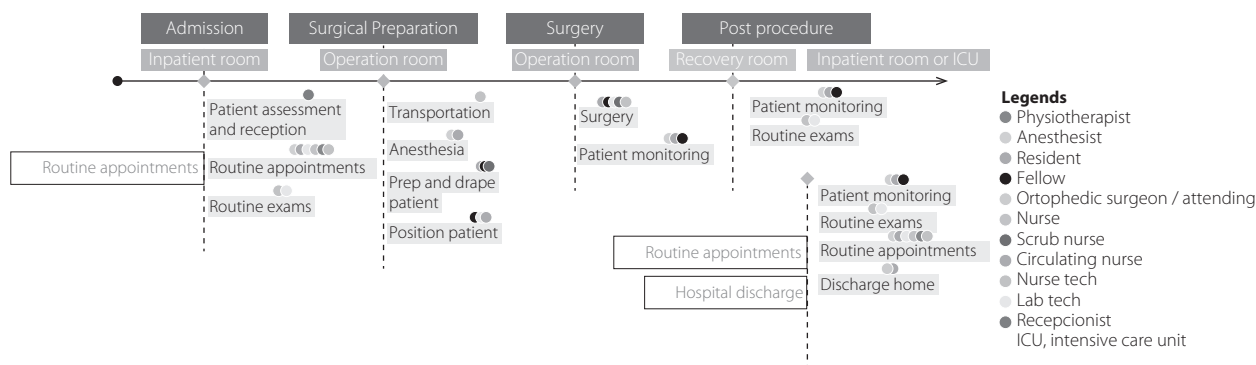 Admission
Surgical Preparation
Surgery
Post procedure
Inpatient room
Operation room
Operation room
Recovery room
Inpatient room or ICU
Patient assessment
and reception
Routine appointments
Routine appointments
Routine exams
Transportation
Anesthesia
Prep and drape
patient
Position patient
Surgery
Patient monitoring
Patient monitoring
Routine exams
Patient monitoring
Routine exams
Routine appointments
Routine appointments
Hospital discharge
Discharge home
Legends
Physiotherapist
Anesthesist
Resident
Fellow
Ortophedic surgeon / attending
Nurse
Scrub nurse
Circulating nurse
Nurse tech
Lab tech
Recepcionist
ICU, intensive care unit